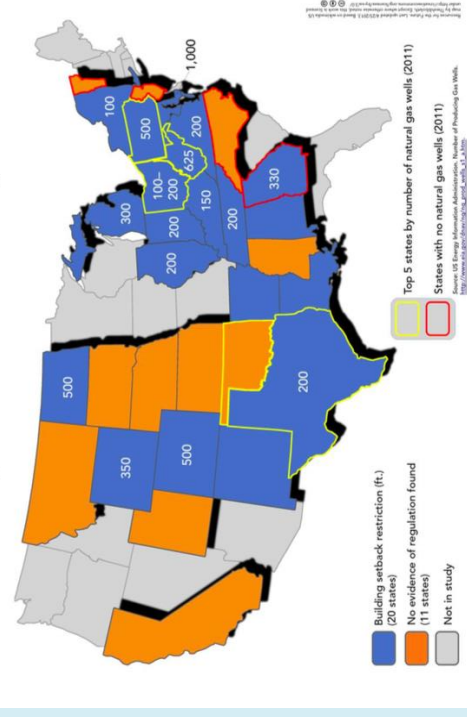 500
350
500
200
300
200
200
100–
200
150
200
625
200
500
100
1,000
330
Building setback restriction (ft.)
(20 states)
No evidence of regulation found
(11 states)
Not in study
Top 5 states by number of natural gas wells (2011)
States with no natural gas wells (2011)
Source: US Energy Information Administration. Number of Producing Gas Wells.